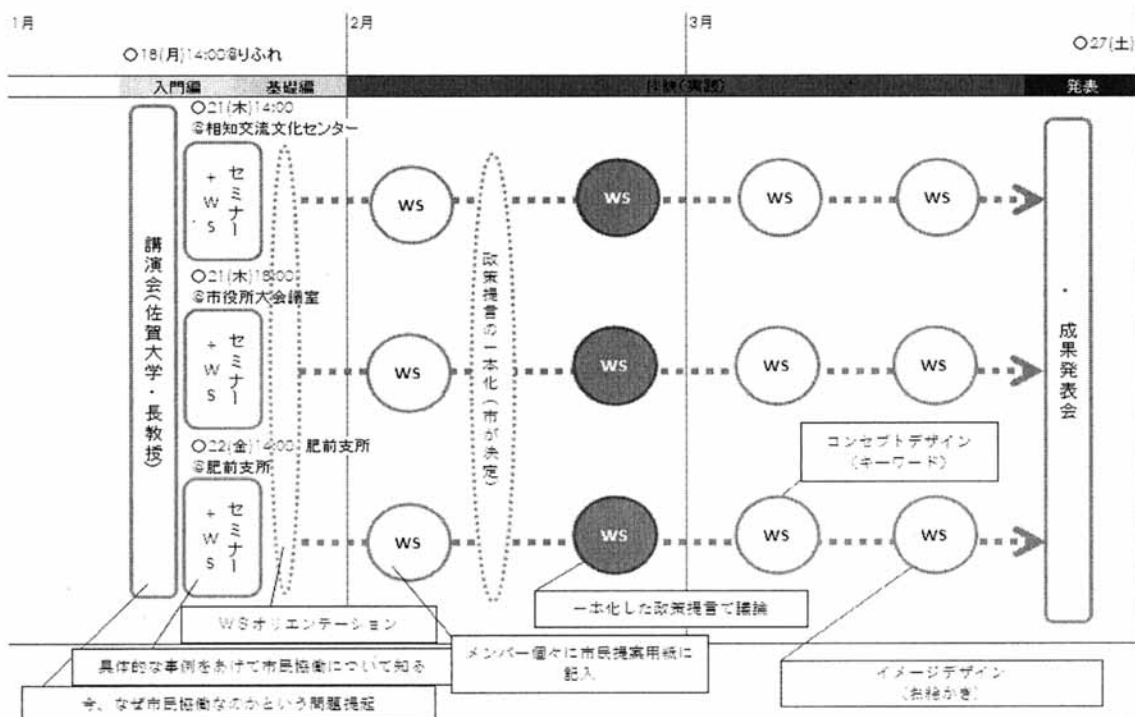 1月
2月
3月
○18(月)14:00@りふれ
○27(土)
入門編
基礎編
体験(実践)
発表
○21(木)14:00
@相知交流文化センター
セミナー
+WS
○21(木)18:00
@市役所大会議室
セミナー
+WS
○22(金)14:00 肥前支所
@肥前支所
セミナー
+WS
講演会(佐賀大学・長教授)
WS
WS
WS
WS
政策提言の一本化(市が決定)
WS
WS
WS
WS
WS
WS
WS
WS
・成果発表会
コンセプトデザイン
(キーワード)
一本化した政策提言で議論
WSオリエンテーション
メンバー個々に市民提案用紙に
記入
具体的な事例をあげて市民協働について知る
イメージデザイン
(お絵かき)
今、なぜ市民協働なのかという問題提起